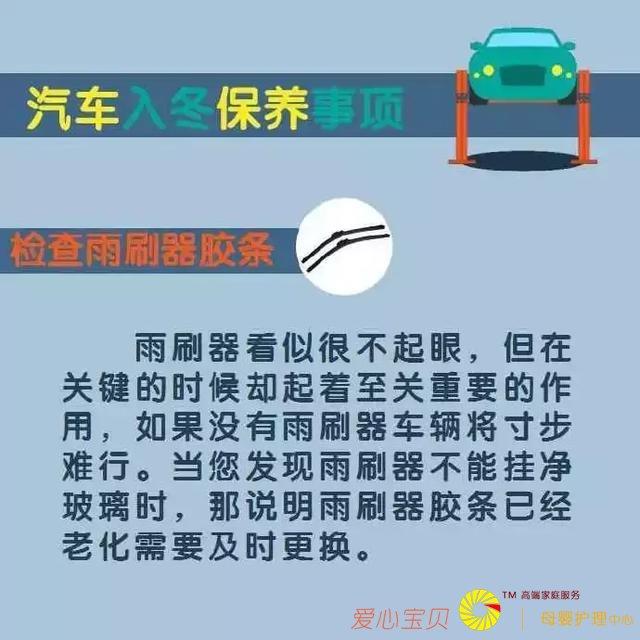 汽车入冬保养事项
检查雨刷器胶条
雨刷器看似很不起眼，但在
关键的时候却起着至关重要的作
用，如果没有雨刷器车辆将寸步
难行。当您发现雨刷器不能挂净
玻璃时，那说明雨刷器胶条已经
老化需要及时更换。
TM 高端家庭服务
爱心宝贝
母婴护理中心